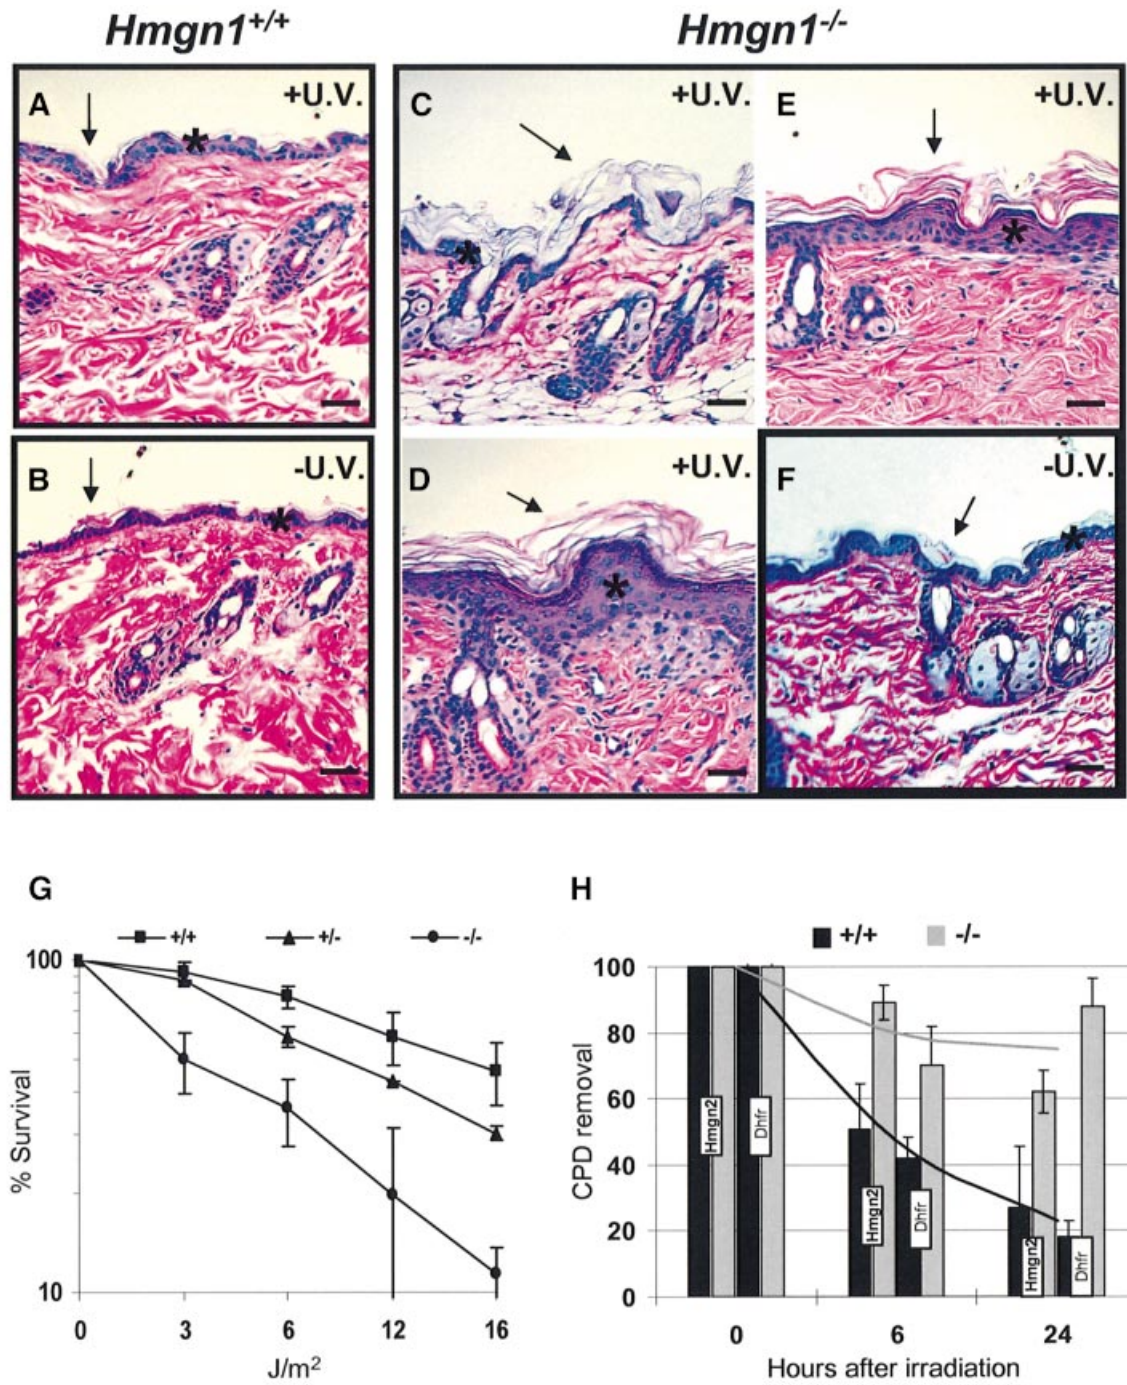 Hmgn1+/+
Hmgn1-/-
A
+U.V.
*
C
+U.V.
*
E
+U.V.
*
B
-U.V.
*
D
+U.V.
*
F
-U.V.
*
G
+/+
+/-
-/-
100
10
% Survival
0 3 6 12 16
J/m²
H
+/+
-/-
100
80
60
40
20
0
CPD removal
Hmgn2
Dhfr
Hmgn2
Dhfr
Hmgn2
Dhfr
0 6 24
Hours after irradiation